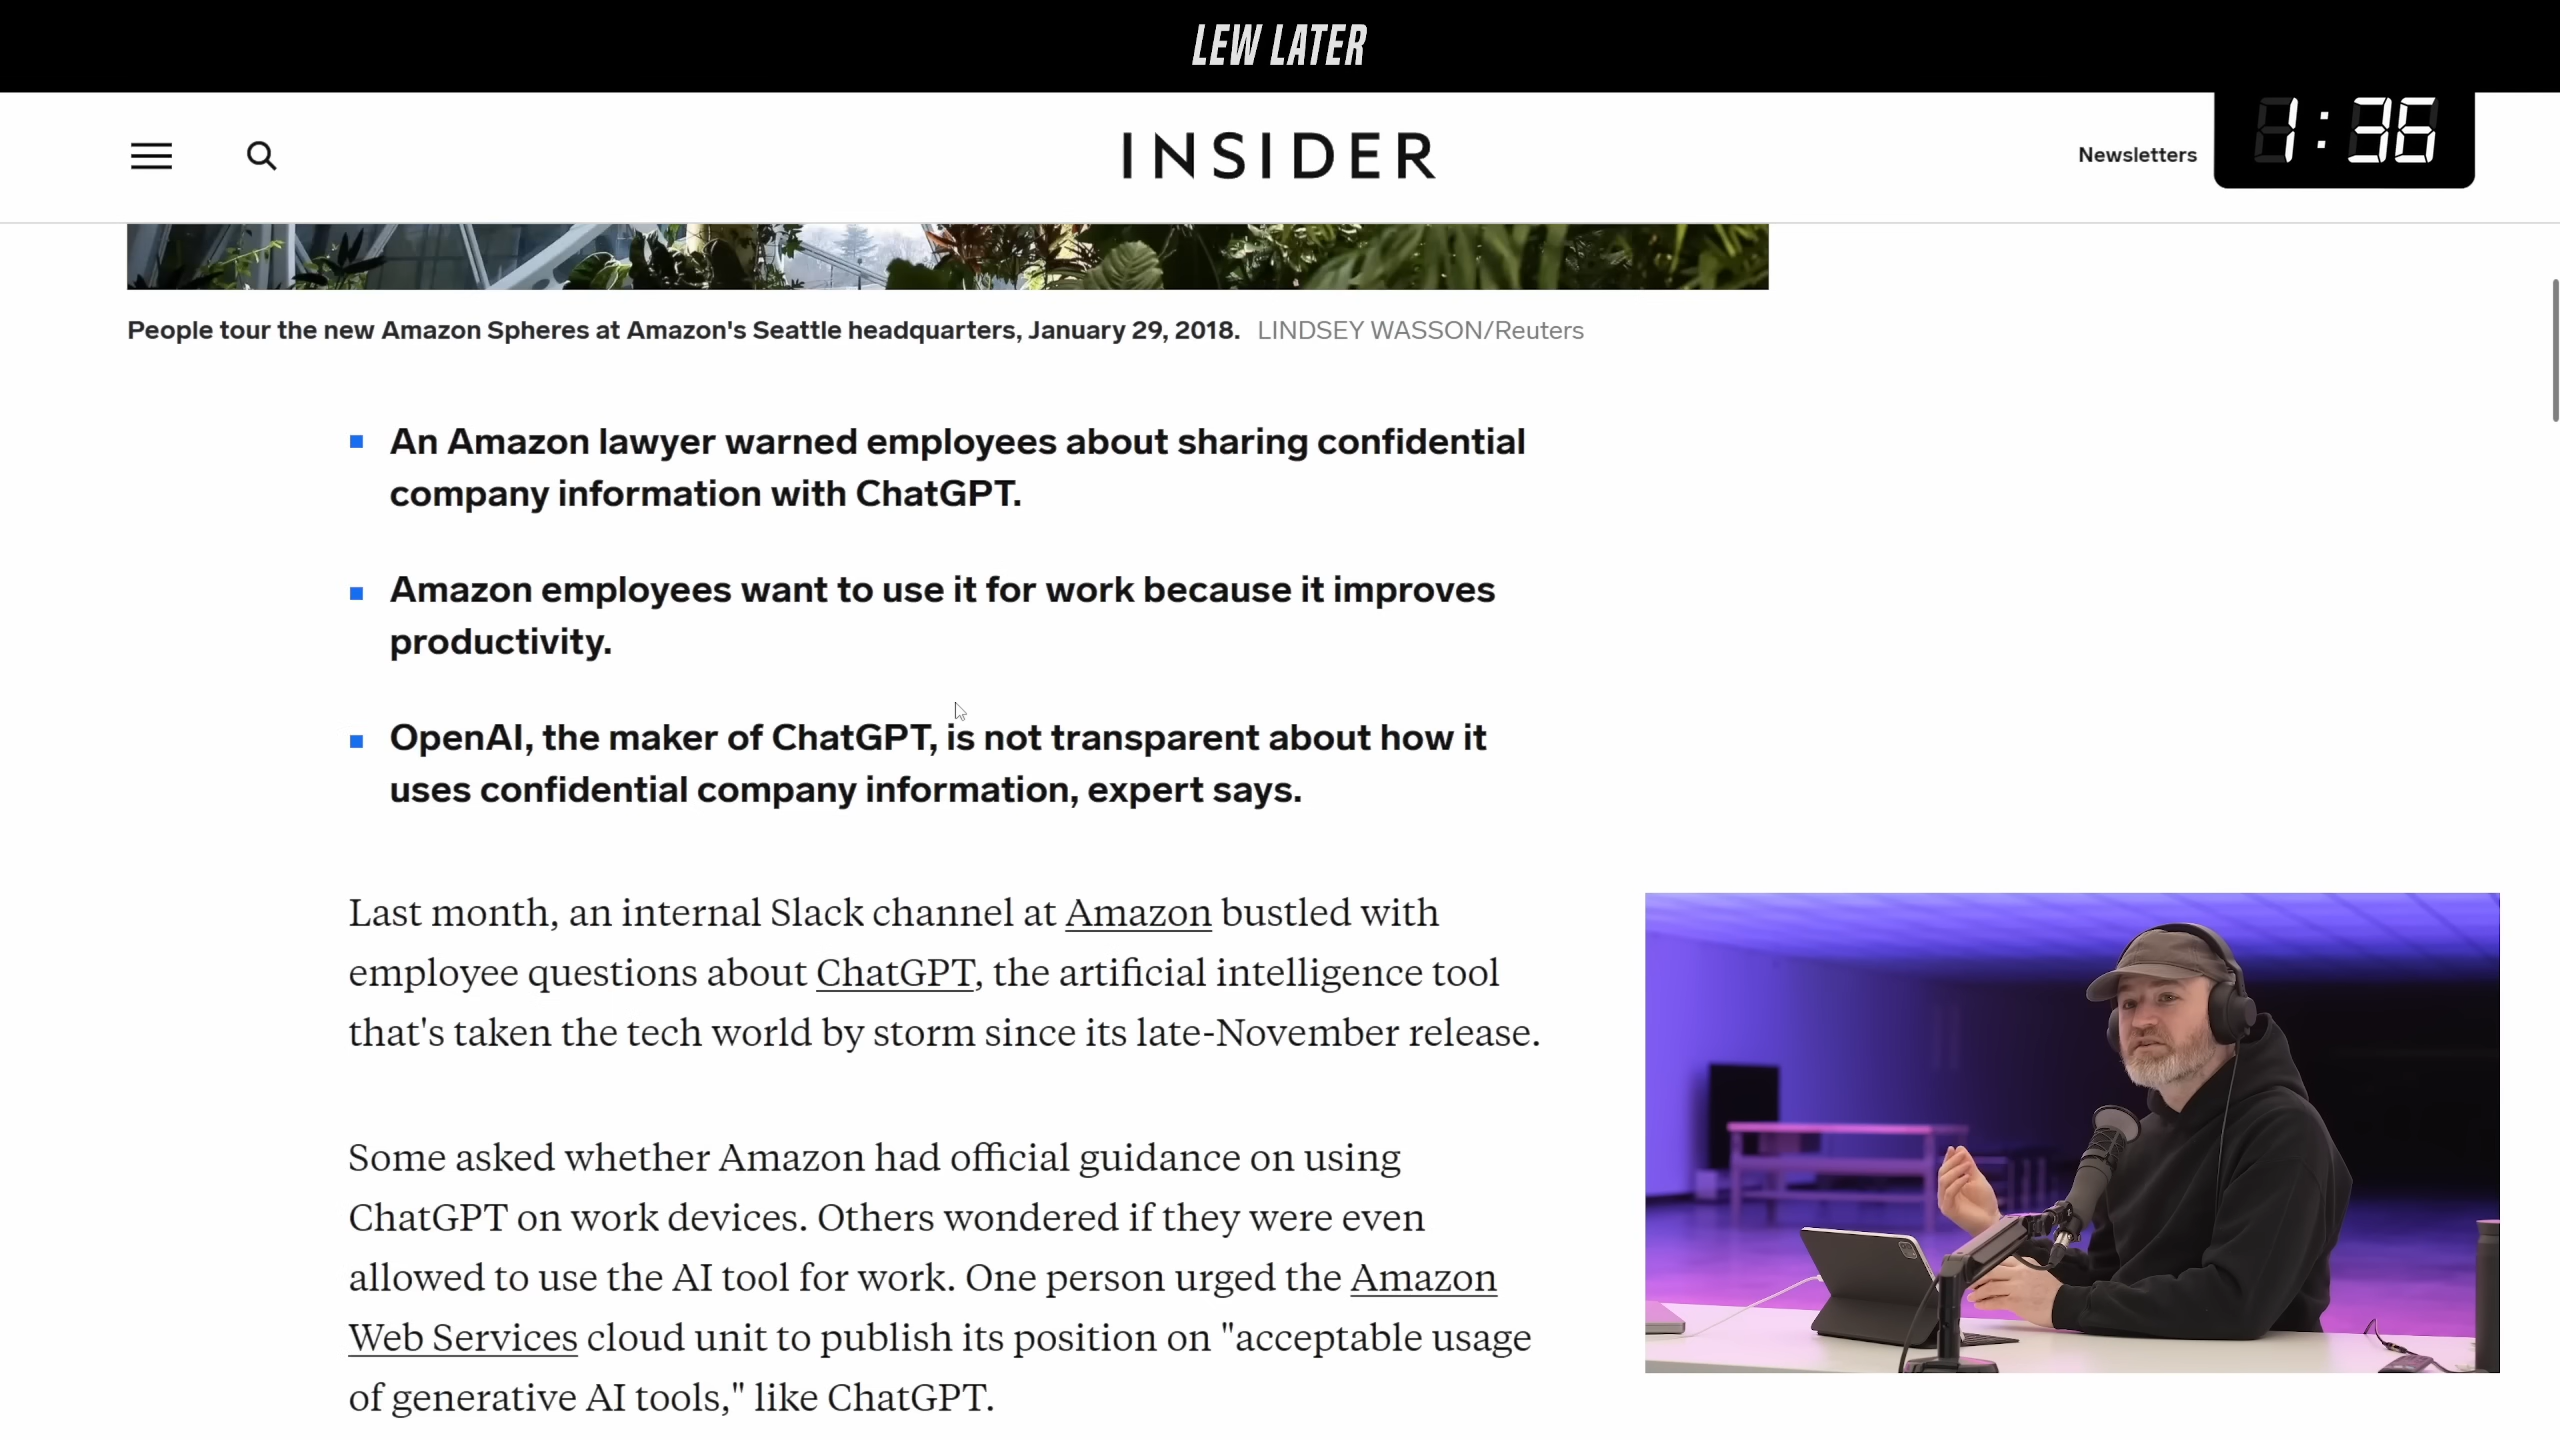 LEW LATER
INSIDER
Newsletters
1:36
People tour the new Amazon Spheres at Amazon's Seattle headquarters, January 29, 2018. LINDSEY WASSON/Reuters
An Amazon lawyer warned employees about sharing confidential
company information with ChatGPT.
Amazon employees want to use it for work because it improves
productivity.
OpenAI, the maker of ChatGPT, is not transparent about how it
uses confidential company information, expert says.
Last month, an internal Slack channel at Amazon bustled with
employee questions about ChatGPT, the artificial intelligence tool
that's taken the tech world by storm since its late-November release.
Some asked whether Amazon had official guidance on using
ChatGPT on work devices. Others wondered if they were even
allowed to use the AI tool for work. One person urged the Amazon
Web Services cloud unit to publish its position on "acceptable usage
of generative AI tools," like ChatGPT.